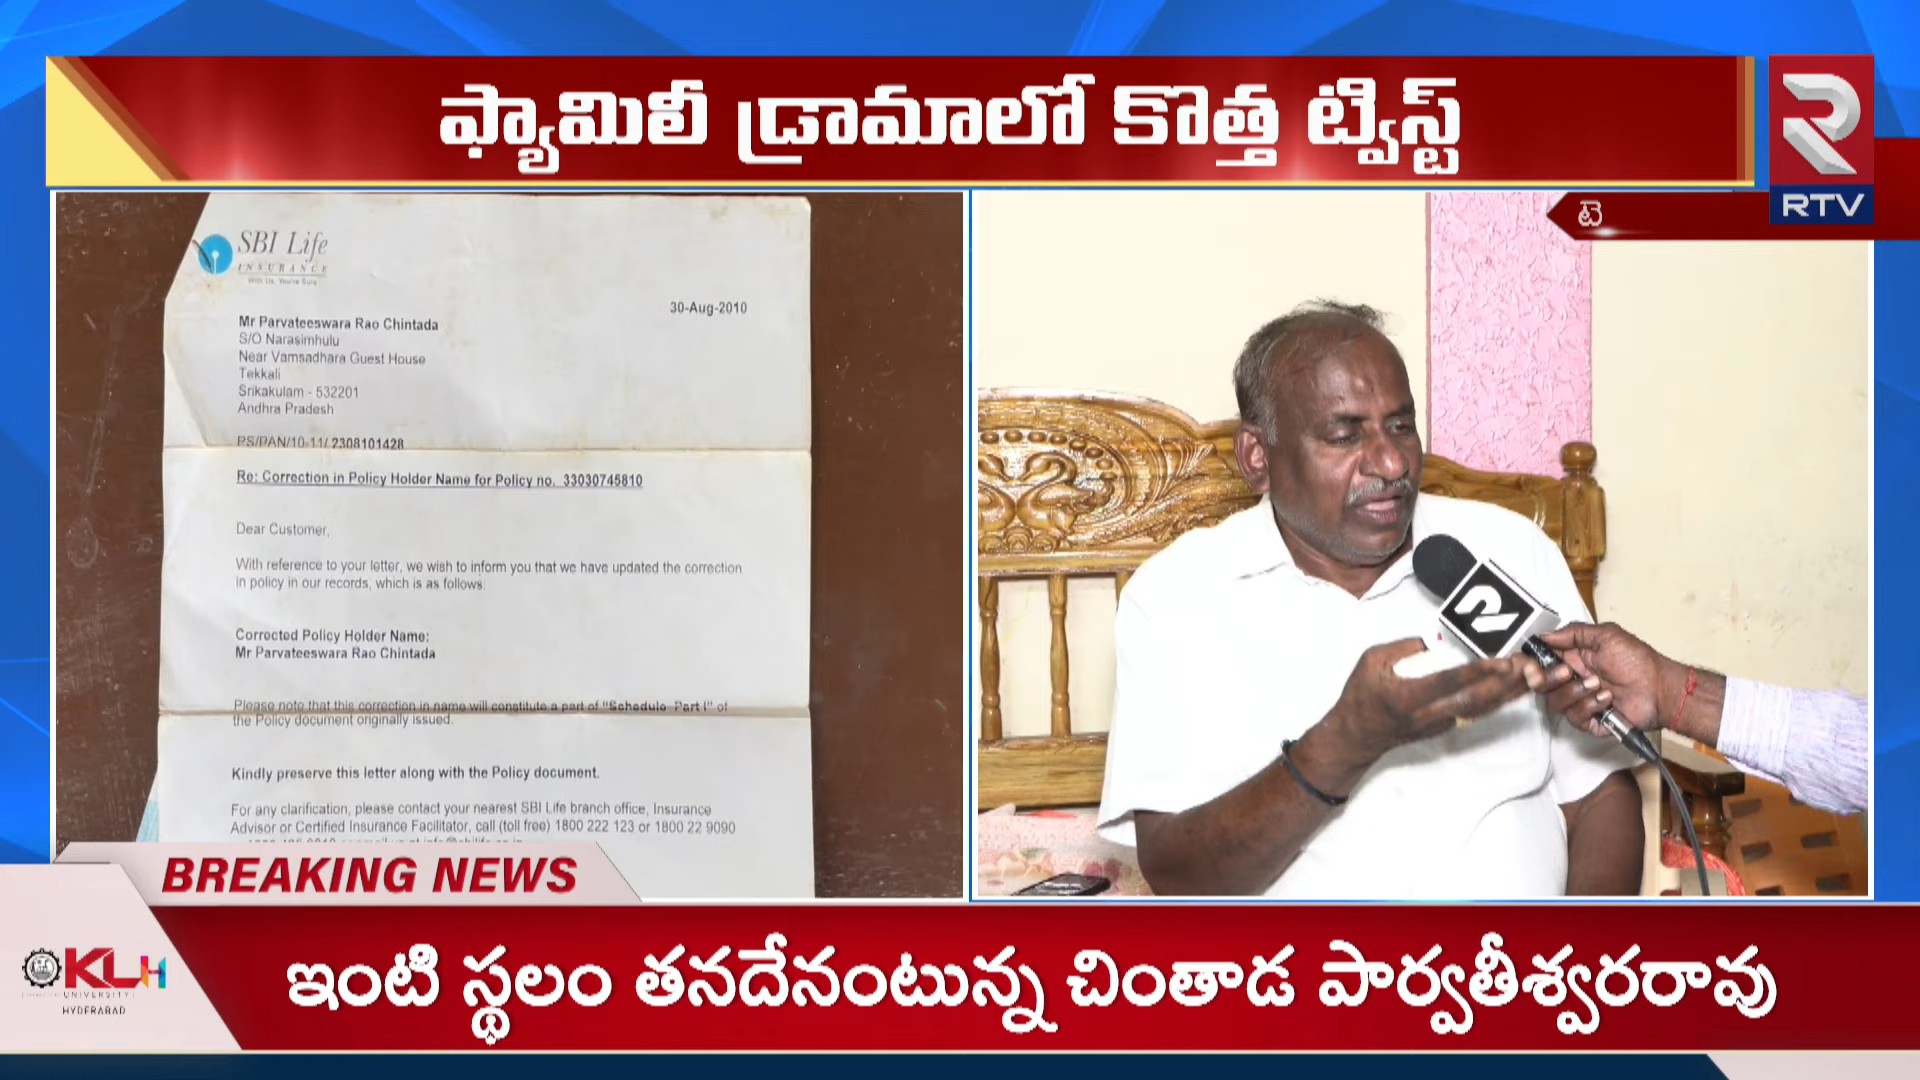 ఫ్యామిలీ డ్రామాలో కొత్త ట్విస్ట్
RTV
టె
SBI Life
INSURANCE
With Us, You're Sure
30-Aug-2010
Mr Parvateeswara Rao Chintada
S/O Narasimhulu
Near Vamsadhara Guest House
Tekkali
Srikakulam - 532201
Andhra Pradesh
PS/PAN/10-11/ 2308101428
Re: Correction in Policy Holder Name for Policy no. 33030745810
Dear Customer,
With reference to your letter, we wish to inform you that we have updated the correction
in policy in our records, which is as follows:
Corrected Policy Holder Name:
Mr Parvateeswara Rao Chintada
Please note that this correction in name will constitute a part of "Schedule Part I" of
the Policy document originally issued.
Kindly preserve this letter along with the Policy document.
For any clarification, please contact your nearest SBI Life branch office, Insurance
Advisor or Certified Insurance Facilitator, call (toll free) 1800 222 123 or 1800 22 9090
BREAKING NEWS
KLH
UNIVERSITY
HYDERABAD
ఇంటి స్థలం తనదేనంటున్న చింతాడ పార్వతీశ్వరరావు